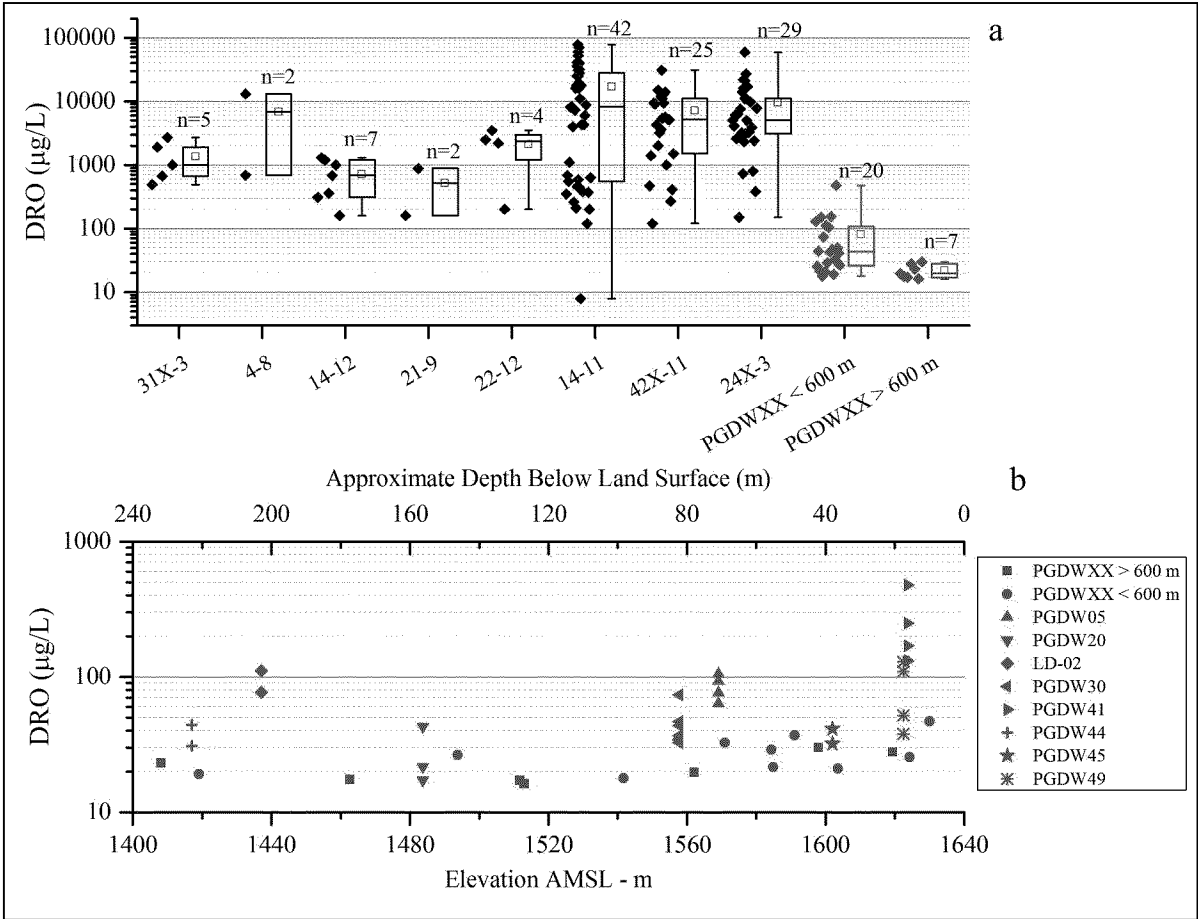 a
DRO (µg/L)
100000
10000
1000
100
10
n=5
n=2
n=7
n=2
n=4
n=42
n=25
n=29
n=20
n=7
31X-3
4-8
14-12
21-9
22-12
14-11
42X-11
24X-3
PGDWXX < 600 m
PGDWXX > 600 m
b
Approximate Depth Below Land Surface (m)
240 200 160 120 80 40 0
DRO (µg/L)
1000
100
10
1400 1440 1480 1520 1560 1600 1640
Elevation AMSL - m
PGDWXX > 600 m
PGDWXX < 600 m
PGDW05
PGDW20
LD-02
PGDW30
PGDW41
PGDW44
PGDW45
PGDW49